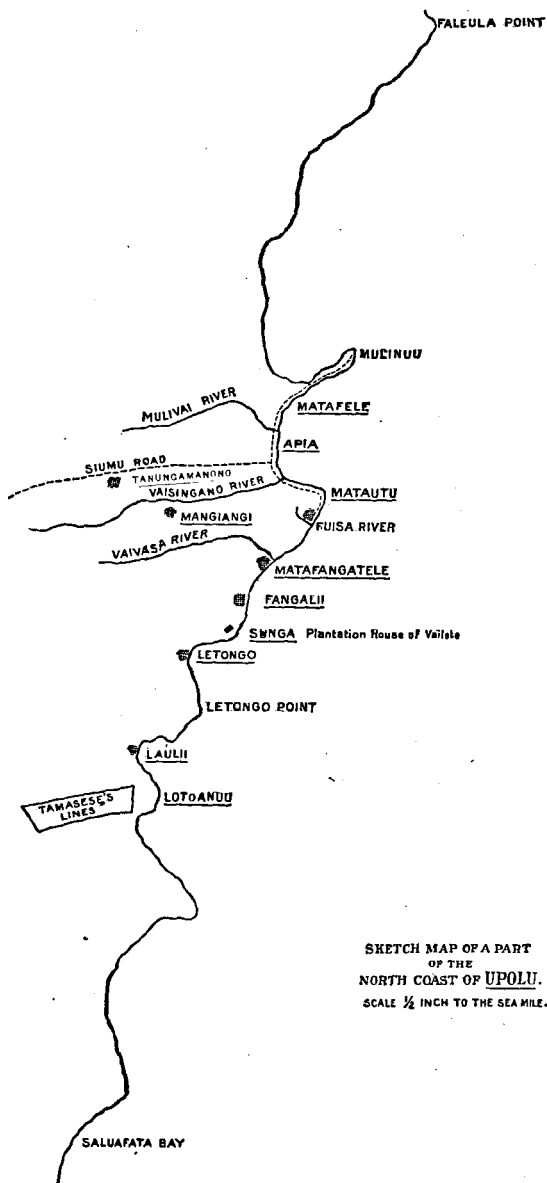 FALEULA POINT
MULINUU
MATAFELE
MULIVAI RIVER
APIA
SIUMU ROAD
TANUNGAMANONO
VAISINGANO RIVER
MATAUTU
MANGIANGI
FUISA RIVER
VAIVASA RIVER
MATAFANGATELE
FANGALII
SUNGA Plantation House of Vailele
LETONGO
LETONGO POINT
LAULII
TAMASESE'S
LINES
LOTOANUU
SKETCH MAP OF A PART
OF THE
NORTH COAST OF UPOLU.
SCALE ½ INCH TO THE SEA MILE.
SALUAFATA BAY